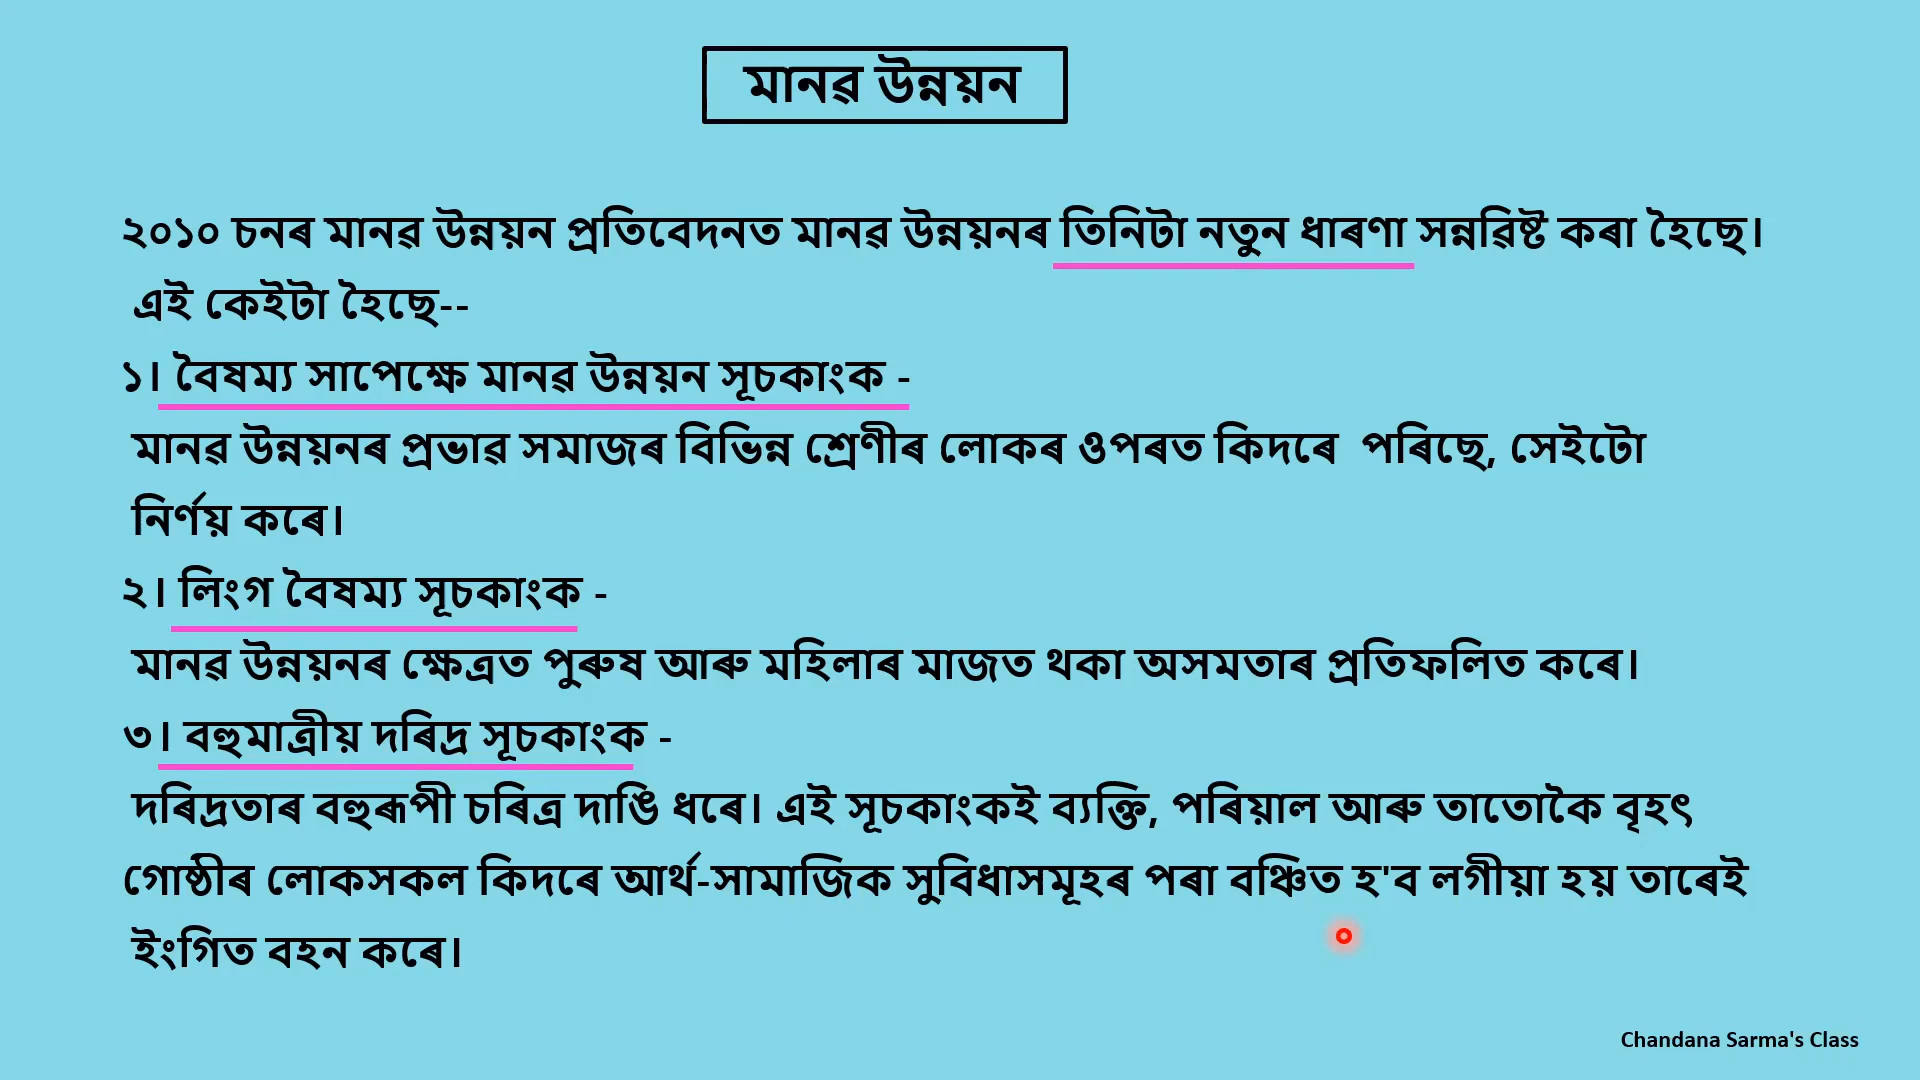 মানৱ উন্নয়ন
২০১০ চনৰ মানৱ উন্নয়ন প্ৰতিবেদনত মানৱ উন্নয়নৰ তিনিটা নতুন ধাৰণা সন্নৱিষ্ট কৰা হৈছে।
এই কেইটা হৈছে--
১। বৈষম্য সাপেক্ষে মানৱ উন্নয়ন সূচকাংক -
মানৱ উন্নয়নৰ প্ৰভাৱ সমাজৰ বিভিন্ন শ্ৰেণীৰ লোকৰ ওপৰত কিদৰে পৰিছে, সেইটো
নিৰ্ণয় কৰে।
২। লিংগ বৈষম্য সূচকাংক -
মানৱ উন্নয়নৰ ক্ষেত্ৰত পুৰুষ আৰু মহিলাৰ মাজত থকা অসমতাৰ প্ৰতিফলিত কৰে।
৩। বহুমাত্ৰীয় দৰিদ্ৰ সূচকাংক -
দৰিদ্ৰতাৰ বহুৰূপী চৰিত্ৰ দাঙি ধৰে। এই সূচকাংকই ব্যক্তি, পৰিয়াল আৰু তাতোকৈ বৃহৎ
গোষ্ঠীৰ লোকসকল কিদৰে আৰ্থ-সামাজিক সুবিধাসমূহৰ পৰা বঞ্চিত হ'ব লগীয়া হয় তাৰেই
ইংগিত বহন কৰে।
Chandana Sarma's Class